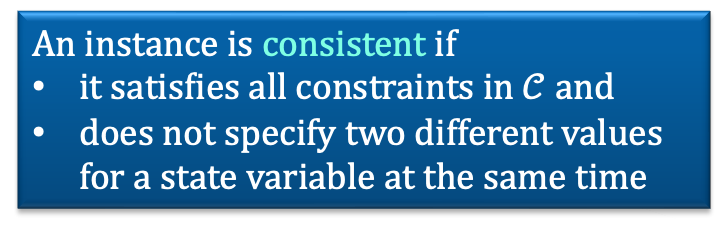 An instance is consistent if
• it satisfies all constraints in 𝒞 and
• does not specify two different values
for a state variable at the same time